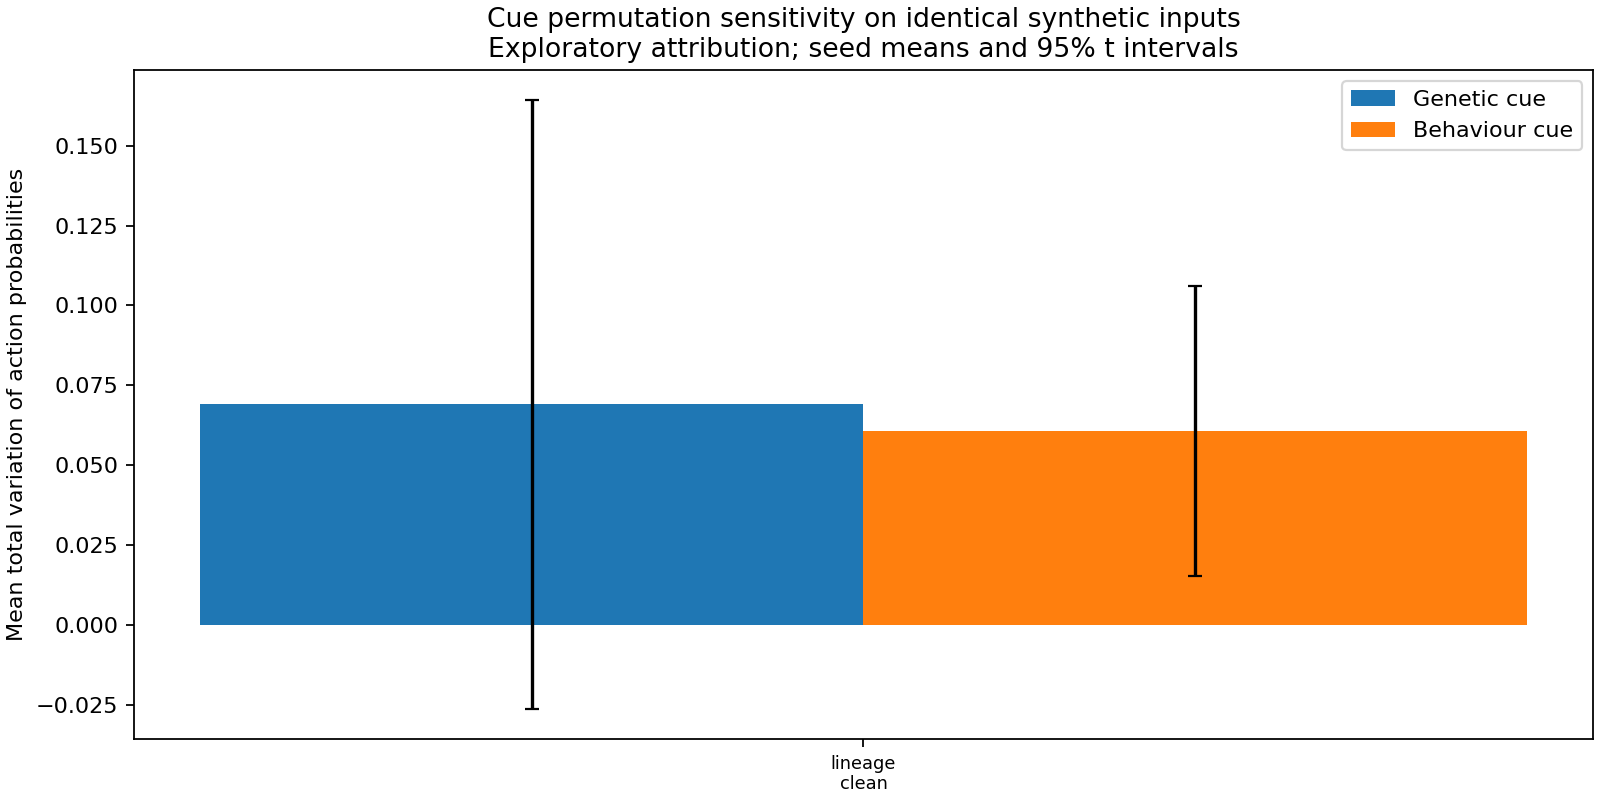 Cue permutation sensitivity on identical synthetic inputs
Exploratory attribution; seed means and 95% t intervals
Genetic cue
Behaviour cue
Mean total variation of action probabilities
0.150
0.125
0.100
0.075
0.050
0.025
0.000
−0.025
lineage
clean